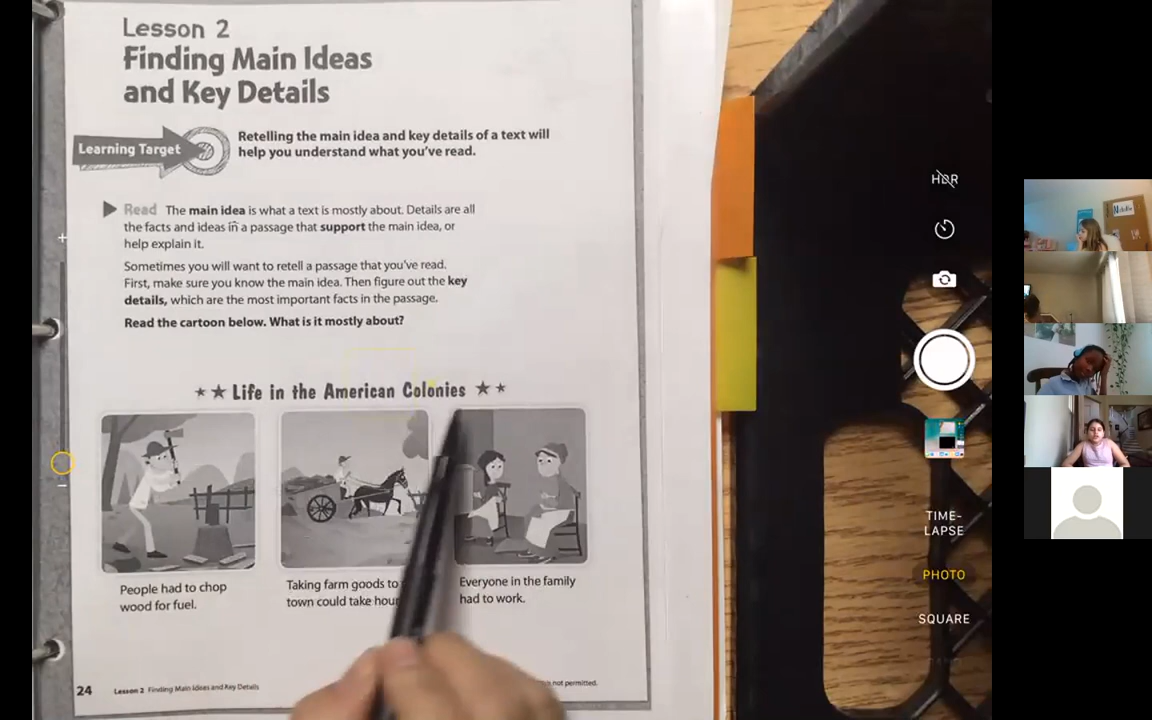 Lesson 2
Finding Main Ideas
and Key Details
Learning Target
Retelling the main idea and key details of a text will
help you understand what you've read.
Read The main idea is what a text is mostly about. Details are all
the facts and ideas in a passage that support the main idea, or
help explain it.
Sometimes you will want to retell a passage that you've read.
First, make sure you know the main idea. Then figure out the key
details, which are the most important facts in the passage.
Read the cartoon below. What is it mostly about?
★★ Life in the American Colonies ★★
People had to chop
wood for fuel.
Taking farm goods to
town could take
Everyone in the family
had to work.
24 Lesson 2 Finding Main Ideas and Key Details
not permitted.
HDR
TIME-
LAPSE
PHOTO
SQUARE